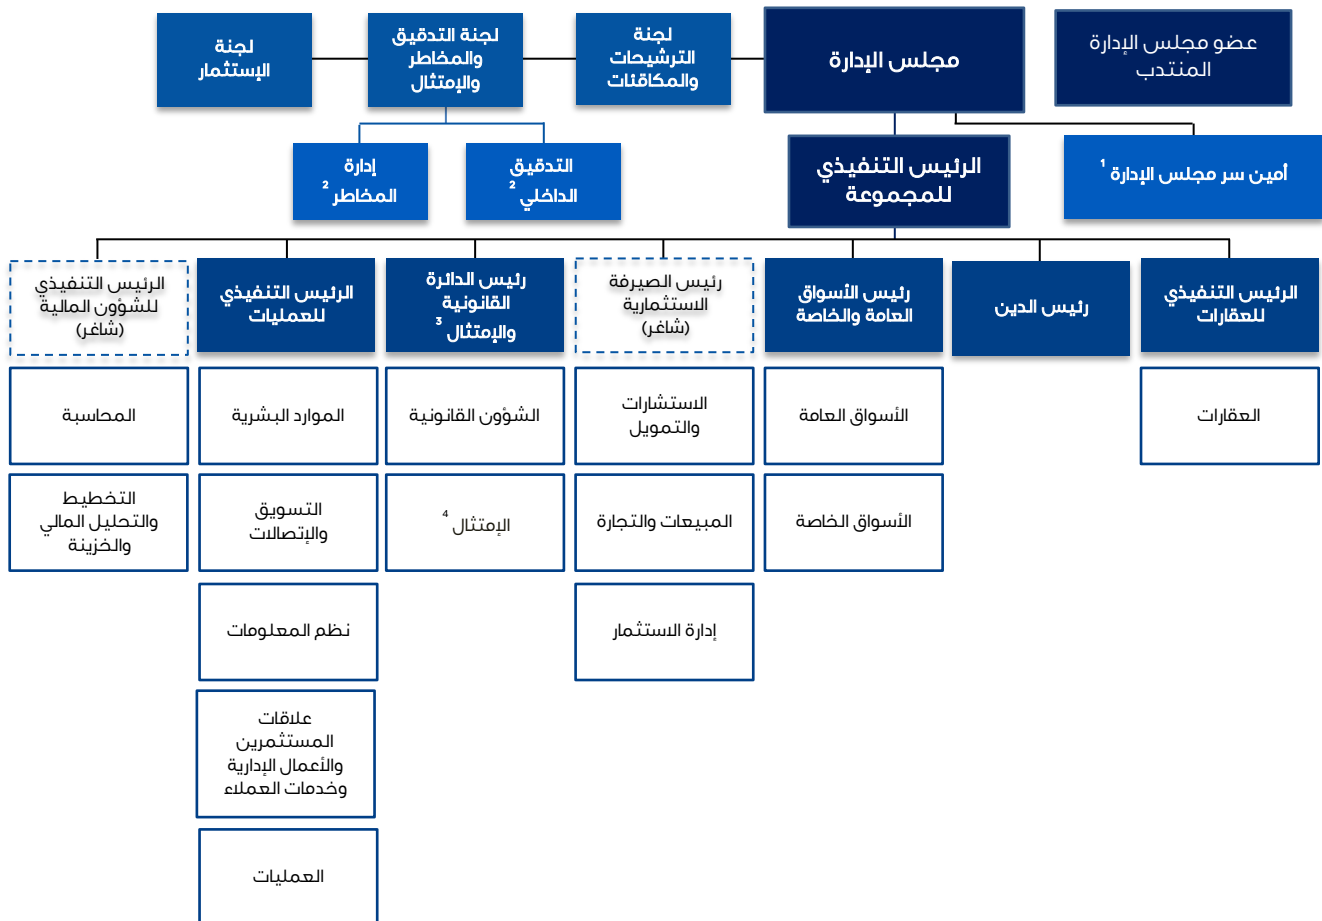 عضو مجلس الإدارة
المنتدب
مجلس الإدارة
لجنة
الترشيحات
والمكافئات
لجنة التدقيق
والمخاطر
والإمتثال
لجنة
الإستثمار
أمين سر مجلس الإدارة ¹
الرئيس التنفيذي
للمجموعة
التدقيق
الداخلي ²
إدارة
المخاطر ²
الرئيس التنفيذي
للعقارات
رئيس الدين
رئيس الأسواق
العامة والخاصة
رئيس الصيرفة
الاستثمارية
(شاغر)
رئيس الدائرة
القانونية
والإمتثال ³
الرئيس التنفيذي
للعمليات
الرئيس التنفيذي
للشؤون المالية
(شاغر)
العقارات
الأسواق العامة
الاستشارات
والتمويل
الشؤون القانونية
الموارد البشرية
المحاسبة
الأسواق الخاصة
المبيعات والتجارة
الإمتثال ⁴
التسويق
والإتصالات
التخطيط
والتحليل المالي
والخزينة
إدارة الاستثمار
نظم المعلومات
علاقات
المستثمرين
والأعمال الإدارية
وخدمات العملاء
العمليات